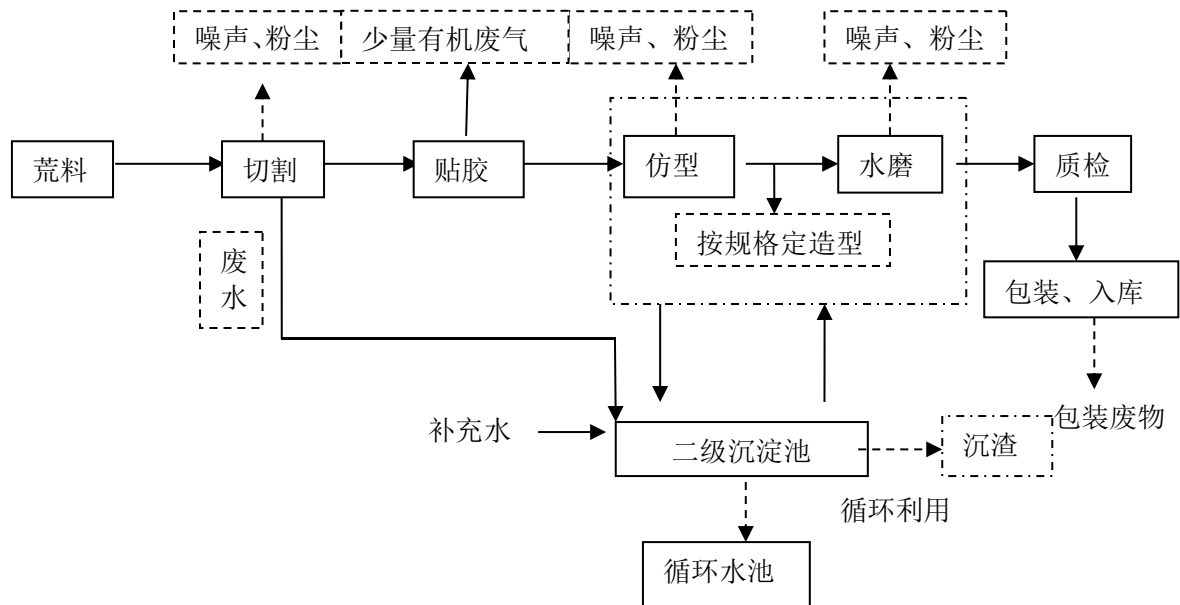 噪声、粉尘
少量有机废气
噪声、粉尘
噪声、粉尘
荒料
切割
贴胶
仿型
水磨
质检
按规格定造型
废
水
包装、入库
补充水
二级沉淀池
沉渣
包装废物
循环利用
循环水池